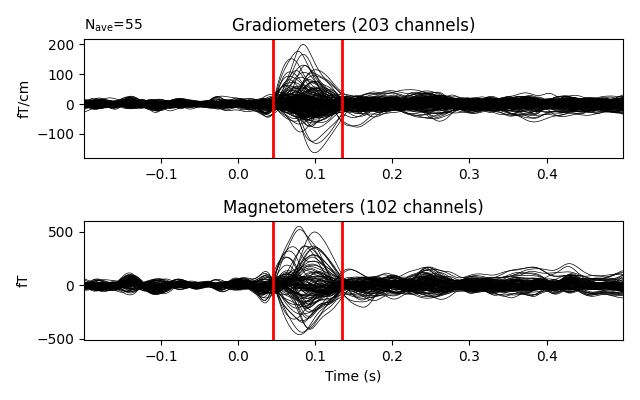 N_ave=55
Gradiometers (203 channels)
200
100
0
−100
fT/cm
−0.1 0.0 0.1 0.2 0.3 0.4
Magnetometers (102 channels)
500
0
−500
fT
−0.1 0.0 0.1 0.2 0.3 0.4
Time (s)